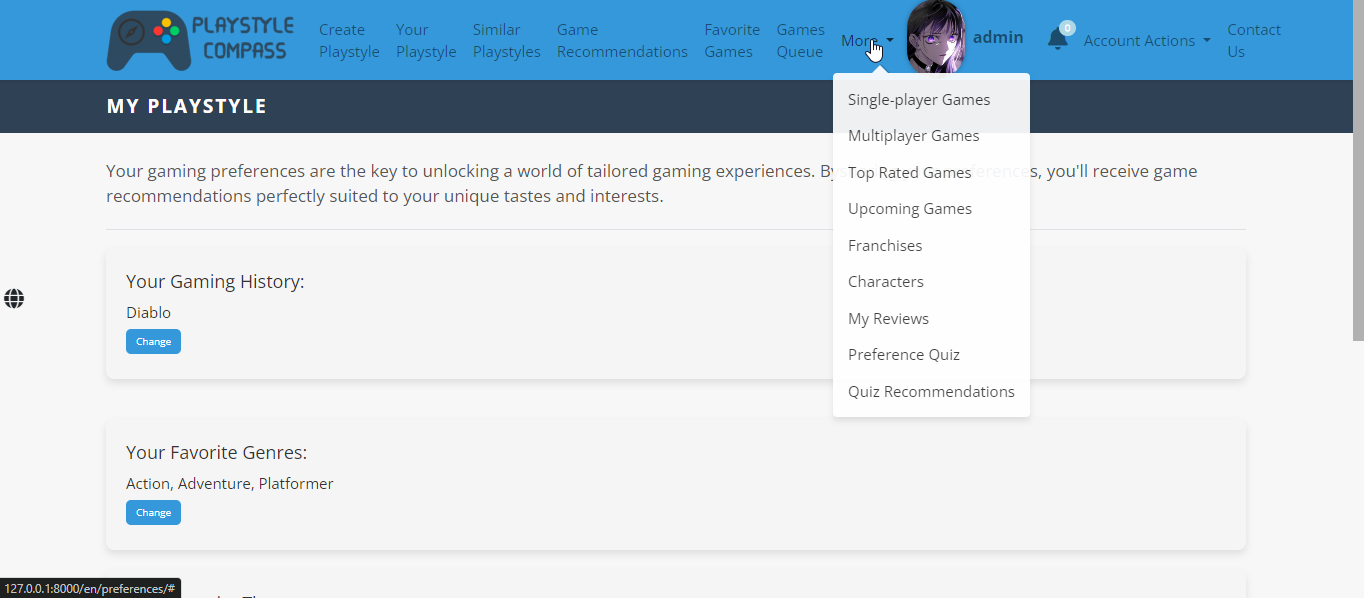 PLAYSTYLE
COMPASS
Create
Playstyle
Your
Playstyle
Similar
Playstyles
Game
Recommendations
Favorite
Games
Games
Queue
More
admin
0
Account Actions
Contact
Us
MY PLAYSTYLE
Single-player Games
Multiplayer Games
Top Rated Games
Upcoming Games
Franchises
Characters
My Reviews
Preference Quiz
Quiz Recommendations
Your gaming preferences are the key to unlocking a world of tailored gaming experiences. By you'll receive game
recommendations perfectly suited to your unique tastes and interests.
Your Gaming History:
Diablo
Change
Your Favorite Genres:
Action, Adventure, Platformer
Change
127.0.0.1:8000/en/preferences/#